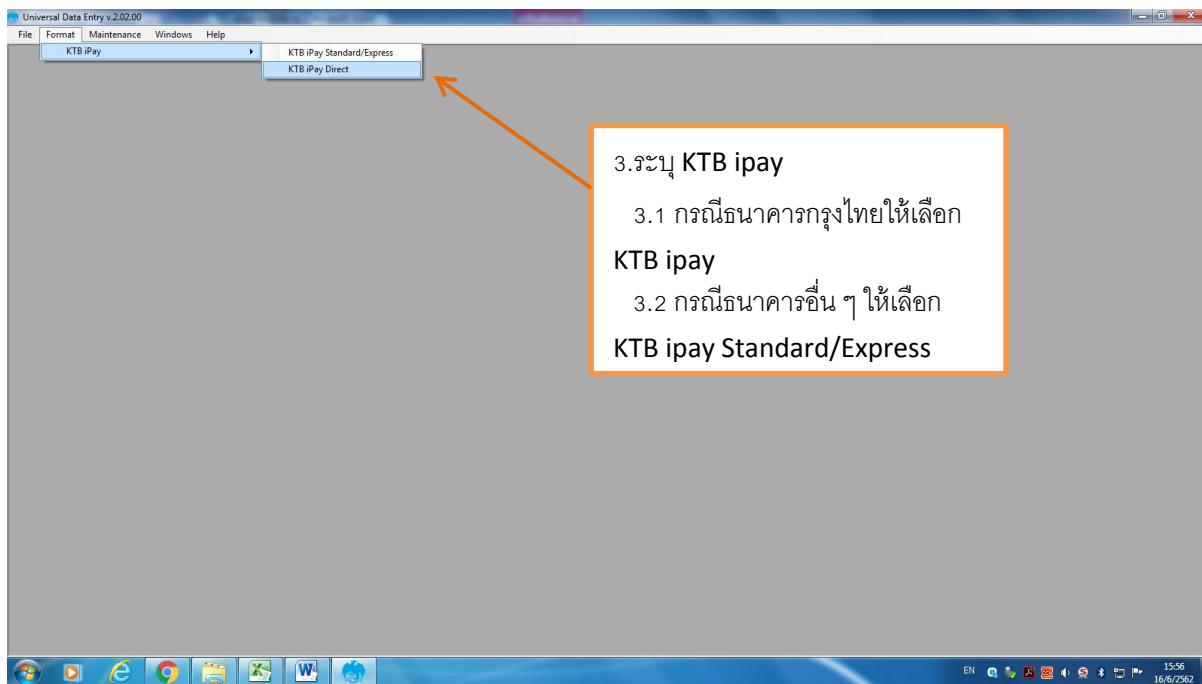 Universal Data Entry v.2.02.00
File Format Maintenance Windows Help
KTB iPay
KTB iPay Standard/Express
KTB iPay Direct
3.ระบุ KTB ipay
3.1 กรณีธนาคารกรุงไทยให้เลือก
KTB ipay
3.2 กรณีธนาคารอื่น ๆ ให้เลือก
KTB ipay Standard/Express
EN
15:56
16/6/2562